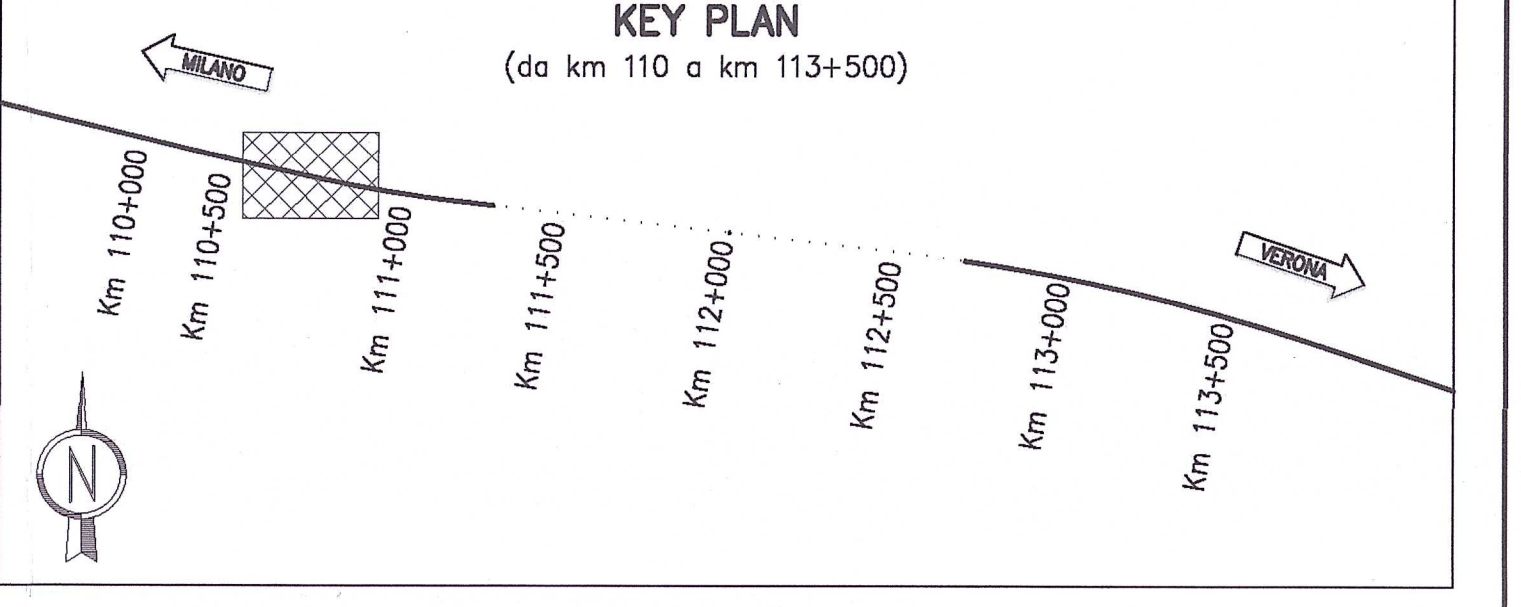 KEY PLAN
(da km 110 a km 113+500)
MILANO
VERONA
Km 110+000
Km 110+500
Km 111+000
Km 111+500
Km 112+000
Km 112+500
Km 113+000
Km 113+500
N